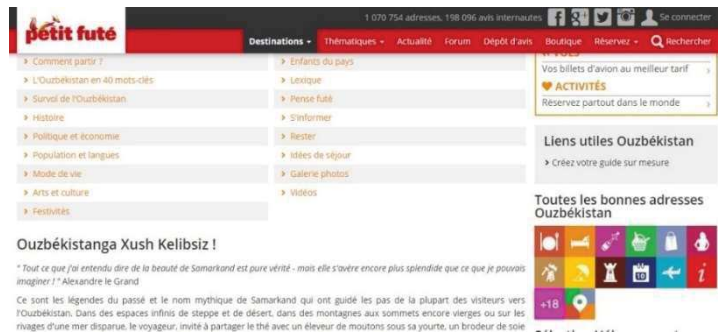 petit futé
1 070 754 adresses, 198 096 avis internautes
Se connecter
Destinations
Thématiques
Actualité
Forum
Dépôt d'avis
Boutique
Réservez
Rechercher
Comment partir ?
L'Ouzbékistan en 40 mots-clés
Survol de l'Ouzbékistan
Histoire
Politique et économie
Population et langues
Mode de vie
Arts et culture
Festivités
Enfants du pays
Lexique
Pense futé
S'informer
Rester
Idées de séjour
Galerie photos
Vidéos
Ouzbékistanga Xush Kelibsiz !
" Tout ce que j'ai entendu dire de la beauté de Samarkand est pure vérité - mais elle s'avère encore plus splendide que ce que je pouvais
imaginer ! " Alexandre le Grand
Ce sont les légendes du passé et le nom mythique de Samarkand qui ont guidé les pas de la plupart des visiteurs vers
l'Ouzbékistan. Dans des espaces infinis de steppe et de désert, dans des montagnes aux sommets encore vierges ou sur les
rivages d'une mer disparue, le voyageur, invité à partager le thé avec un éleveur de moutons sous sa yourte, un brodeur de soie
Vos billets d'avion au meilleur tarif
ACTIVITÉS
Réservez partout dans le monde
Liens utiles Ouzbékistan
Créez votre guide sur mesure
Toutes les bonnes adresses
Ouzbékistan
+18